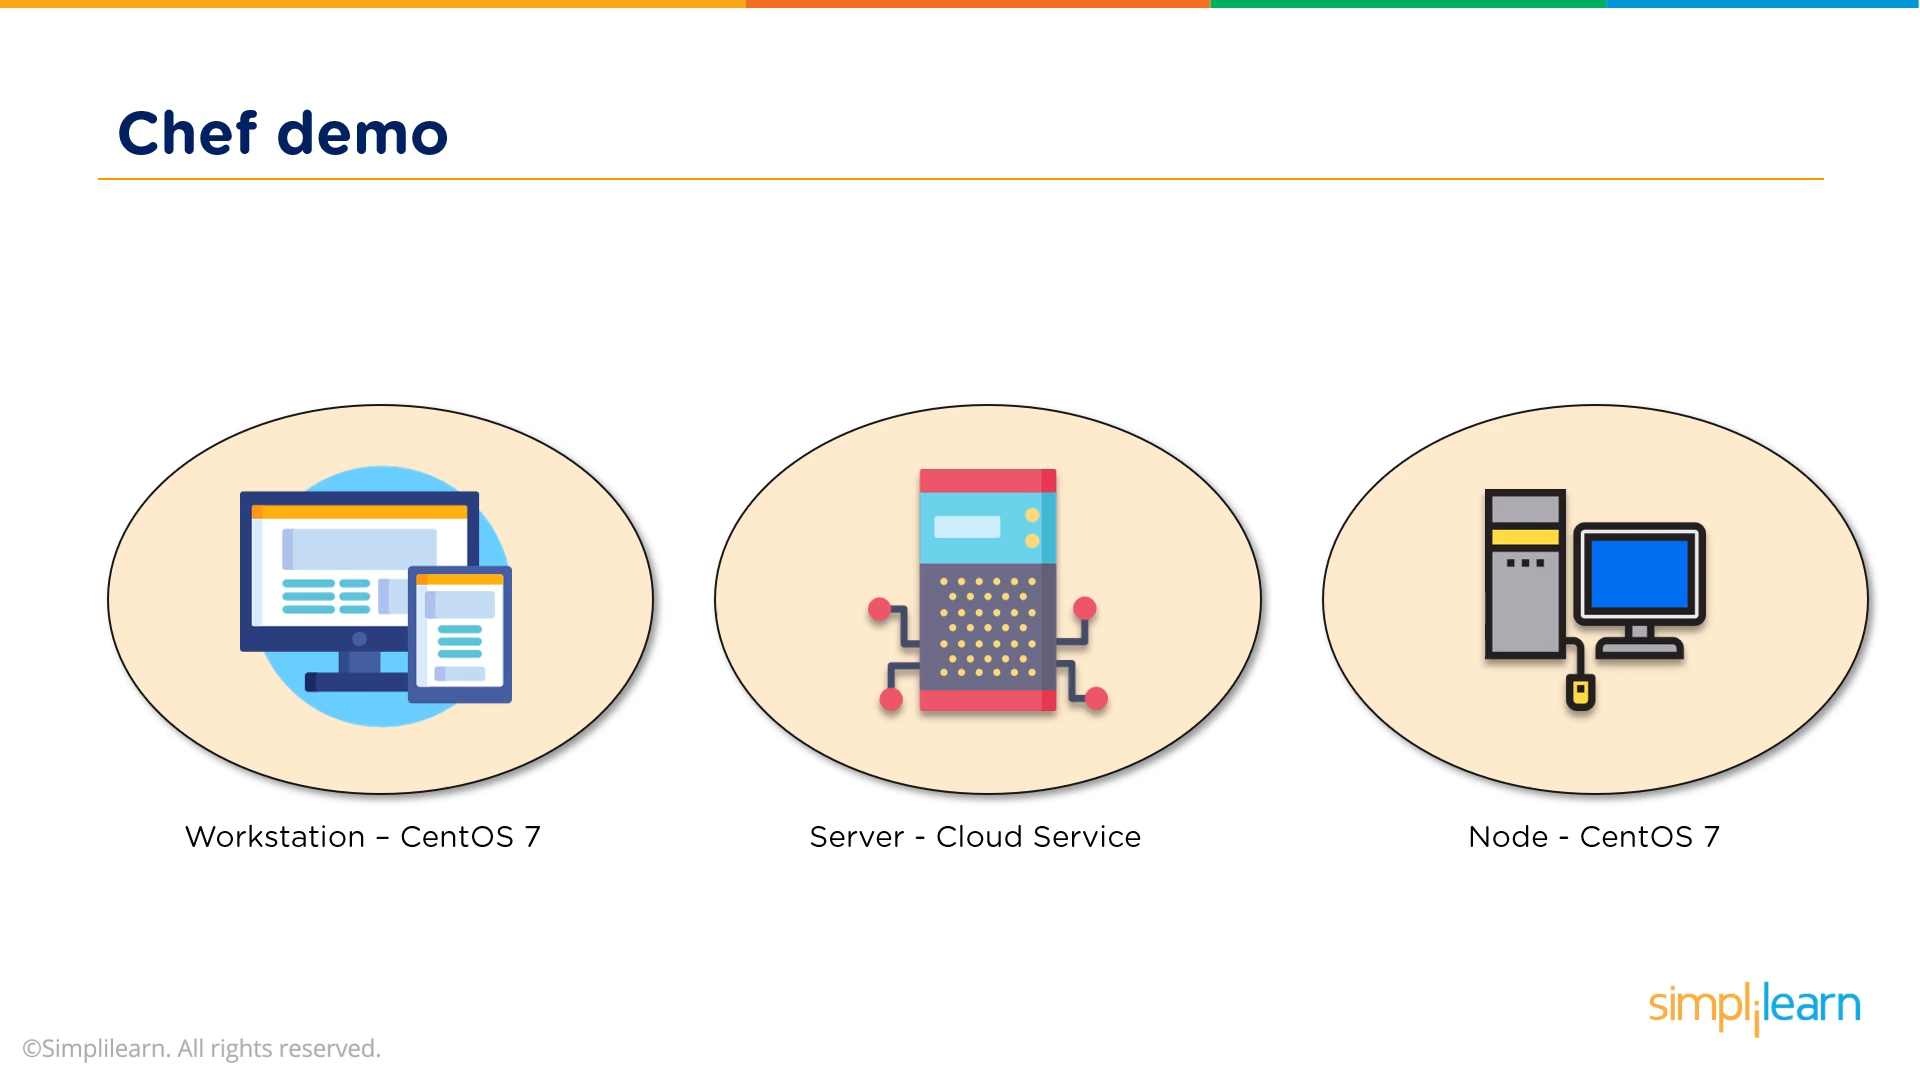 Chef demo
Workstation – CentOS 7
Server - Cloud Service
Node - CentOS 7
simplilearn
©Simplilearn. All rights reserved.